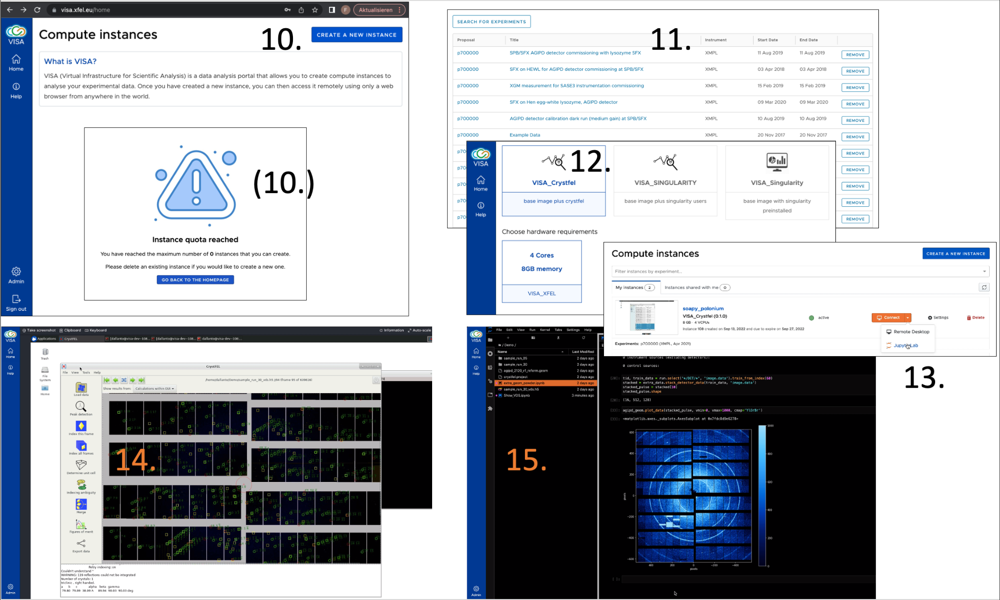 visa.xfel.eu/home
F
Aktualisieren
VISA
Home
Help
Admin
Sign out
Compute instances
10.
CREATE A NEW INSTANCE
What is VISA?
VISA (Virtual Infrastructure for Scientific Analysis) is a data analysis portal that allows you to create compute instances to
analyse your experimental data. Once you have created a new instance, you can then access it remotely using only a web
browser from anywhere in the world.
(10.)
Instance quota reached
You have reached the maximum number of 0 instances that you can create.
Please delete an existing instance if you would like to create a new one.
GO BACK TO THE HOMEPAGE
SEARCH FOR EXPERIMENTS
11.
Proposal Title Instrument Start Date End Date
p700000 SPB/SFX AGIPD detector commissioning with lysozyme SFX XMPL 11 Aug 2019 11 Aug 2019 REMOVE
p700000 SFX on HEWL for AGIPD detector commissioning at SPB/SFX XMPL 03 Apr 2018 03 Apr 2018 REMOVE
p700000 XGM measurement for SASE3 instrumentation commissioning XMPL 15 Feb 2019 15 Feb 2019 REMOVE
p700000 SFX on Hen egg-white lysozyme, AGIPD detector XMPL 09 Mar 2020 09 Mar 2020 REMOVE
p700000 AGIPD detector calibration dark run (medium gain) at SPB/SFX XMPL 10 Aug 2019 10 Aug 2019 REMOVE
p700000 Example Data XMPL 20 Nov 2017 20 Nov 2017 REMOVE
p70 REMOVE
p70 REMOVE
p70 REMOVE
p70 REMOVE
p70 REMOVE
VISA
Home
Help
12.
VISA_Crystfel
base image plus crystfel
VISA_SINGULARITY
base image plus singularity users
VISA_Singularity
base image with singularity
preinstalled
Choose hardware requirements
4 Cores
8GB memory
VISA_XFEL
Compute instances
CREATE A NEW INSTANCE
Filter instances by experiment...
My instances 2 Instances shared with me 0
soapy_polonium
VISA_Crystfel (0.1.0)
8 GB · 4 VCPUs
Instance 108 created on Sep 13, 2022 and due to expire on Sep 27, 2022
active
Connect
Settings
Delete
Remote Desktop
JupyterLab
Experiments: p700000 (XMPL, Apr 2021)
13.
VISA
Home
Help
Admin
Take screenshot Clipboard Keyboard Information Auto-scale
Applications CrystFEL [dallanto@visa-dev--108... [dallanto@visa-dev--108... dallanto@visa-dev--108:...
Trash
File
System
Home
CrystFEL
File View Tools Help
/home/dallanto/Demo/sample_run_30_vds.h5 //94 (frame 95 of 639616)
Show results from: Calculations within GUI
Load data
Peak detection
Index this frame
Index all frames
Determine unit cell
Indexing ambiguity
Merge
Figures of merit
Export data
14.
Retry indexing: on
Couldn't understand ''
WARNING: 119 reflections could not be integrated
Number of crystals: 1
triclinic, right handed.
a b c alpha beta gamma
79.80 79.89 38.09 A 89.94 90.03 90.03 deg
VISA
Home
Help
Admin
File Edit View Run Kernel Tabs Settings Help
/ Demo /
Name Last Modified
sample_run_05 2 days ago
sample_run_30 2 days ago
agipd_2120_v1_reform.geom 2 days ago
crystfel.project 2 days ago
extra_geom_powder.ipynb 2 days ago
sample_run_30_vds.h5 2 days ago
Show_VDS.ipynb 3 minutes ago
15.
0 instrument sources (excluding detectors):
0 control sources:
[20]: tid, train_data = run.select('*/DET/*', 'image.data').train_from_index(60)
stacked = extra_data.stack_detector_data(train_data, 'image.data')
stacked_pulse = stacked[10]
stacked_pulse.shape
[20]: (16, 512, 128)
[33]: agipd_geom.plot_data(stacked_pulse, vmin=0, vmax=1000, cmap='YlOrBr')
[33]: <matplotlib.axes._subplots.AxesSubplot at 0x7fdc8d9e6278>
600
400
200
0
−200
−400
−600
pixels
400 200 0 −200 −400
pixels
1000
800
600
400
200
0
[ ]: